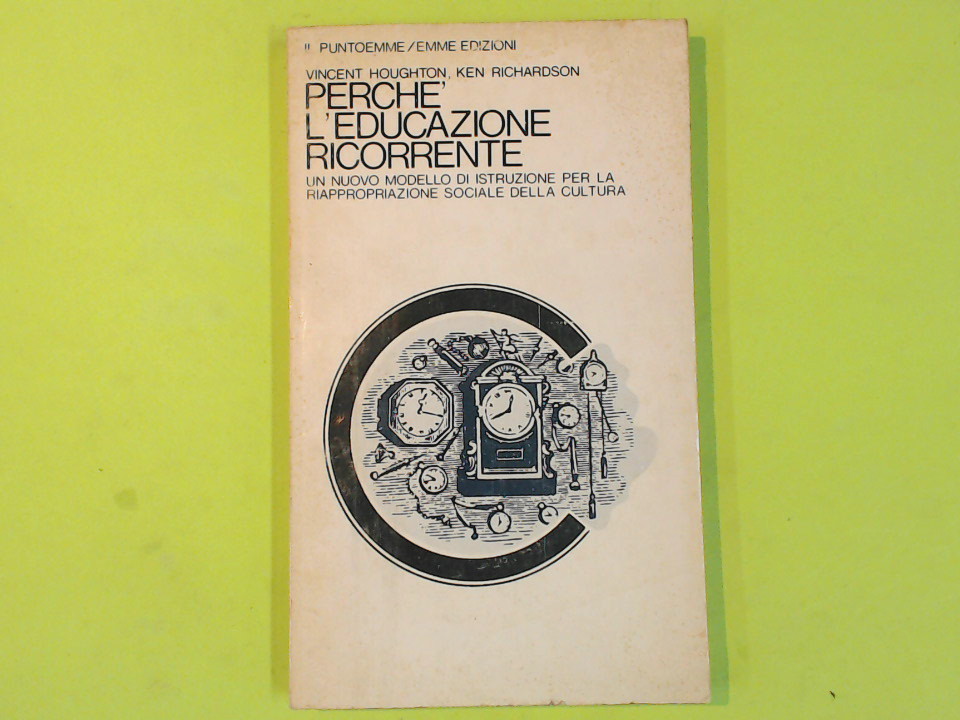 IL PUNTOEMME/EMME EDIZIONI
VINCENT HOUGHTON, KEN RICHARDSON
PERCHE'
L'EDUCAZIONE
RICORRENTE
UN NUOVO MODELLO DI ISTRUZIONE PER LA
RIAPPROPRIAZIONE SOCIALE DELLA CULTURA